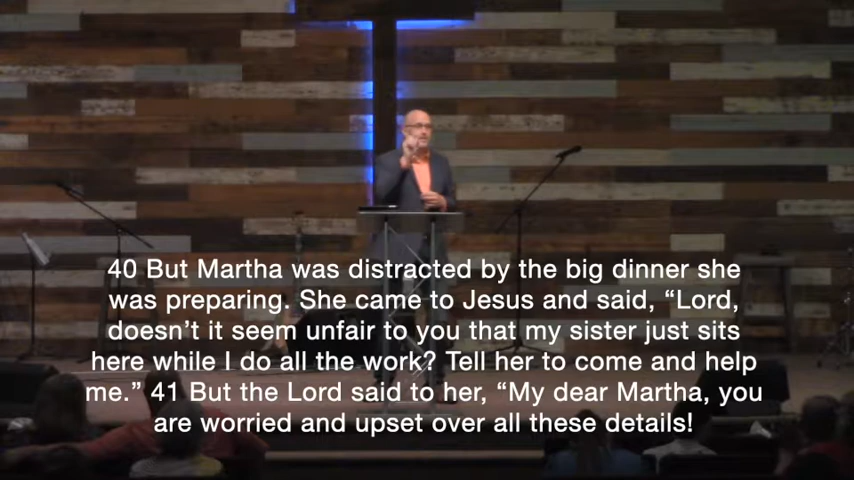 40 But Martha was distracted by the big dinner she
was preparing. She came to Jesus and said, “Lord,
doesn’t it seem unfair to you that my sister just sits
here while I do all the work? Tell her to come and help
me.” 41 But the Lord said to her, “My dear Martha, you
are worried and upset over all these details!